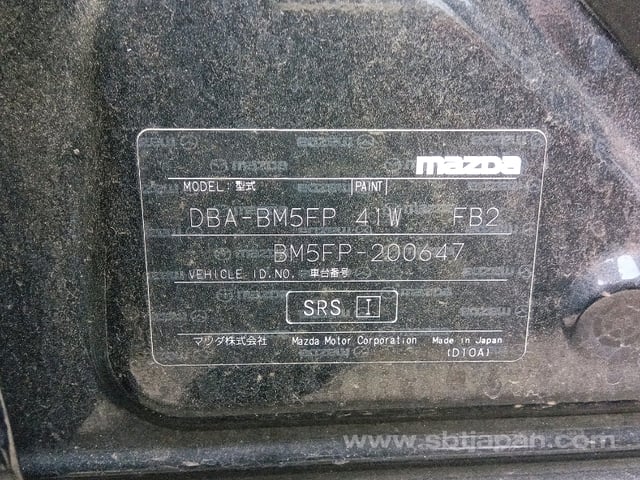 mazda
MODEL: 型式 PAINT
DBA-BM5FP 41W FB2
BM5FP-200647
VEHICLE I.D.NO. 車台番号
SRS I
マツダ株式会社 Mazda Motor Corporation Made in Japan
(D10A)
www.sbtjapan.com